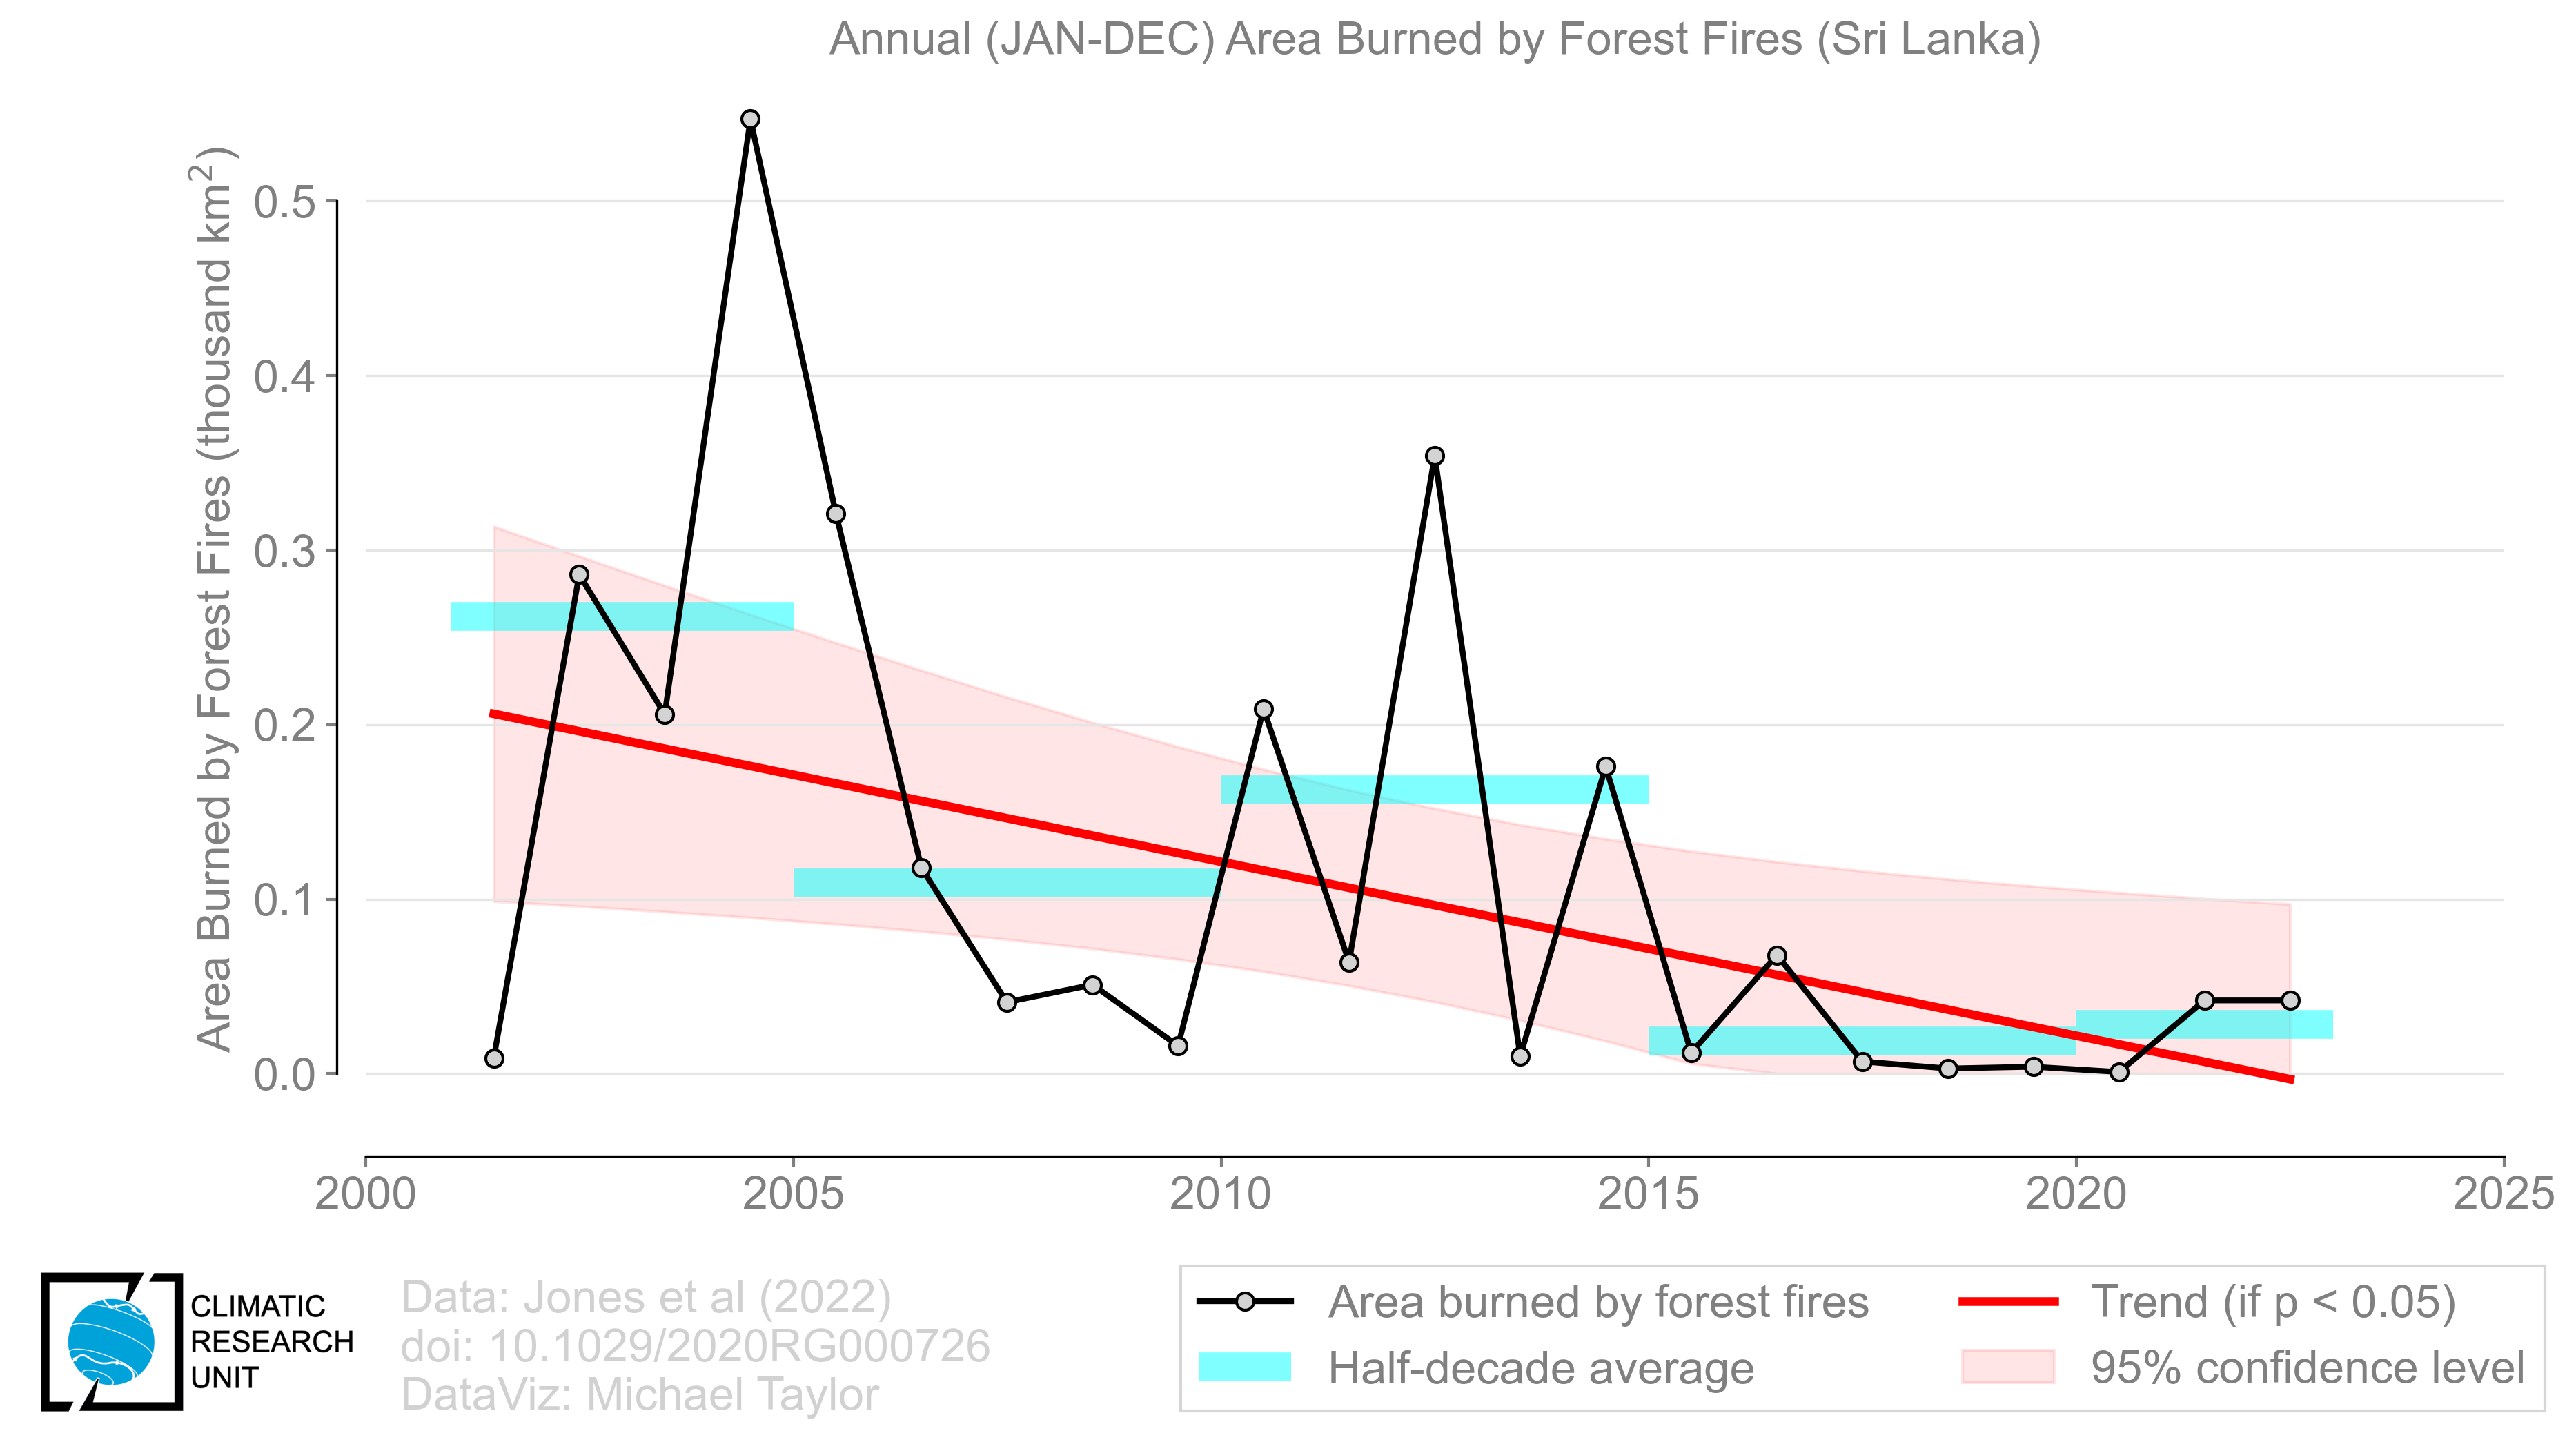 Annual (JAN-DEC) Area Burned by Forest Fires (Sri Lanka)
Area Burned by Forest Fires (thousand km²)
0.5
0.4
0.3
0.2
0.1
0.0
2000
2005
2010
2015
2020
2025
CLIMATIC
RESEARCH
UNIT
Data: Jones et al (2022)
doi: 10.1029/2020RG000726
DataViz: Michael Taylor
Area burned by forest fires
Half-decade average
Trend (if p < 0.05)
95% confidence level